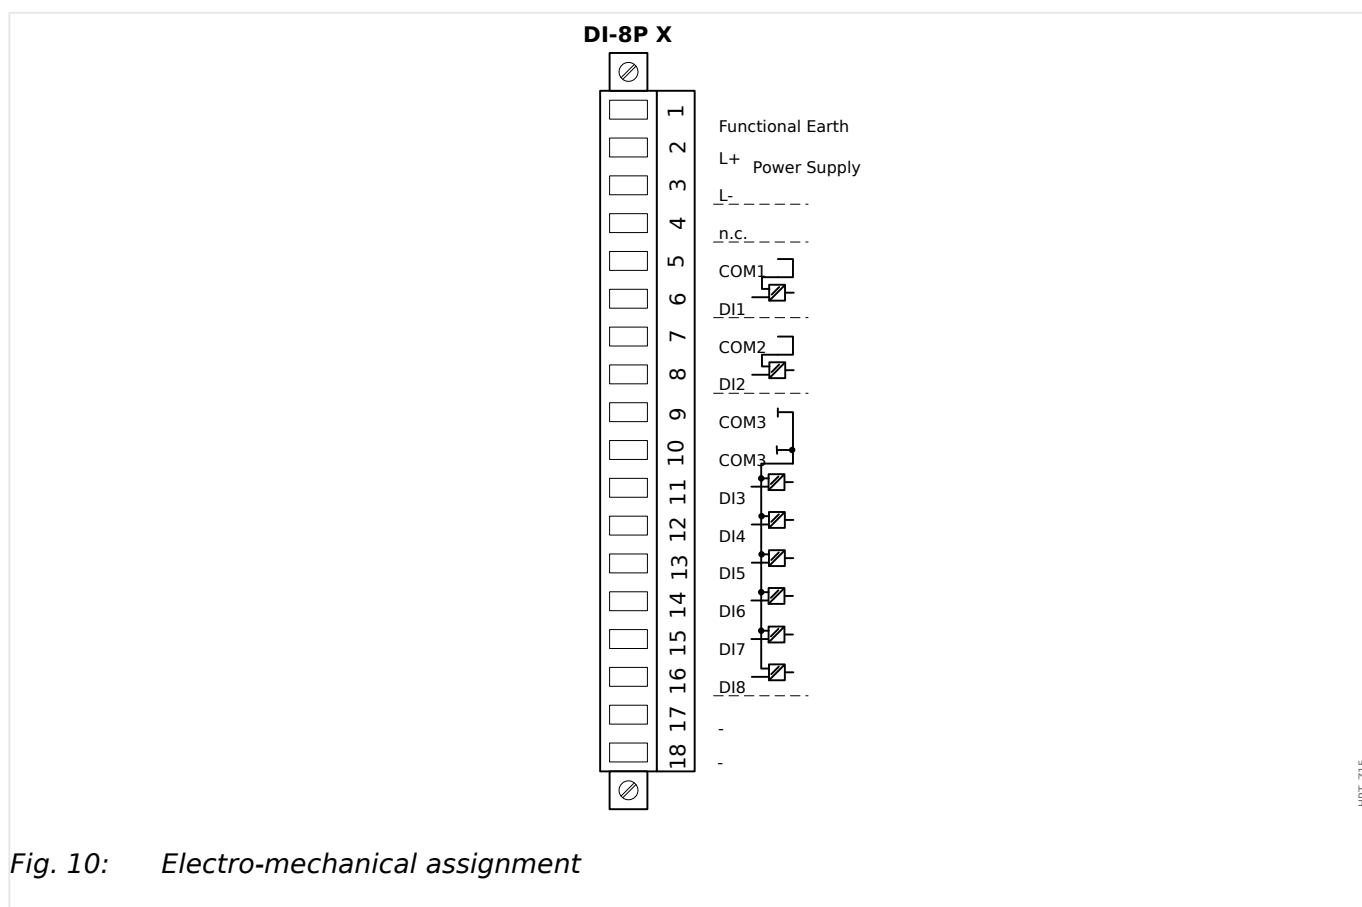 DI-8P X
1
Functional Earth
2
L+
Power Supply
3
L-
4
n.c.
5
COM1
6
DI1
7
COM2
8
DI2
9
COM3
10
COM3
11
DI3
12
DI4
13
DI5
14
DI6
15
DI7
16
DI8
17
-
18
-
Fig. 10: Electro-mechanical assignment